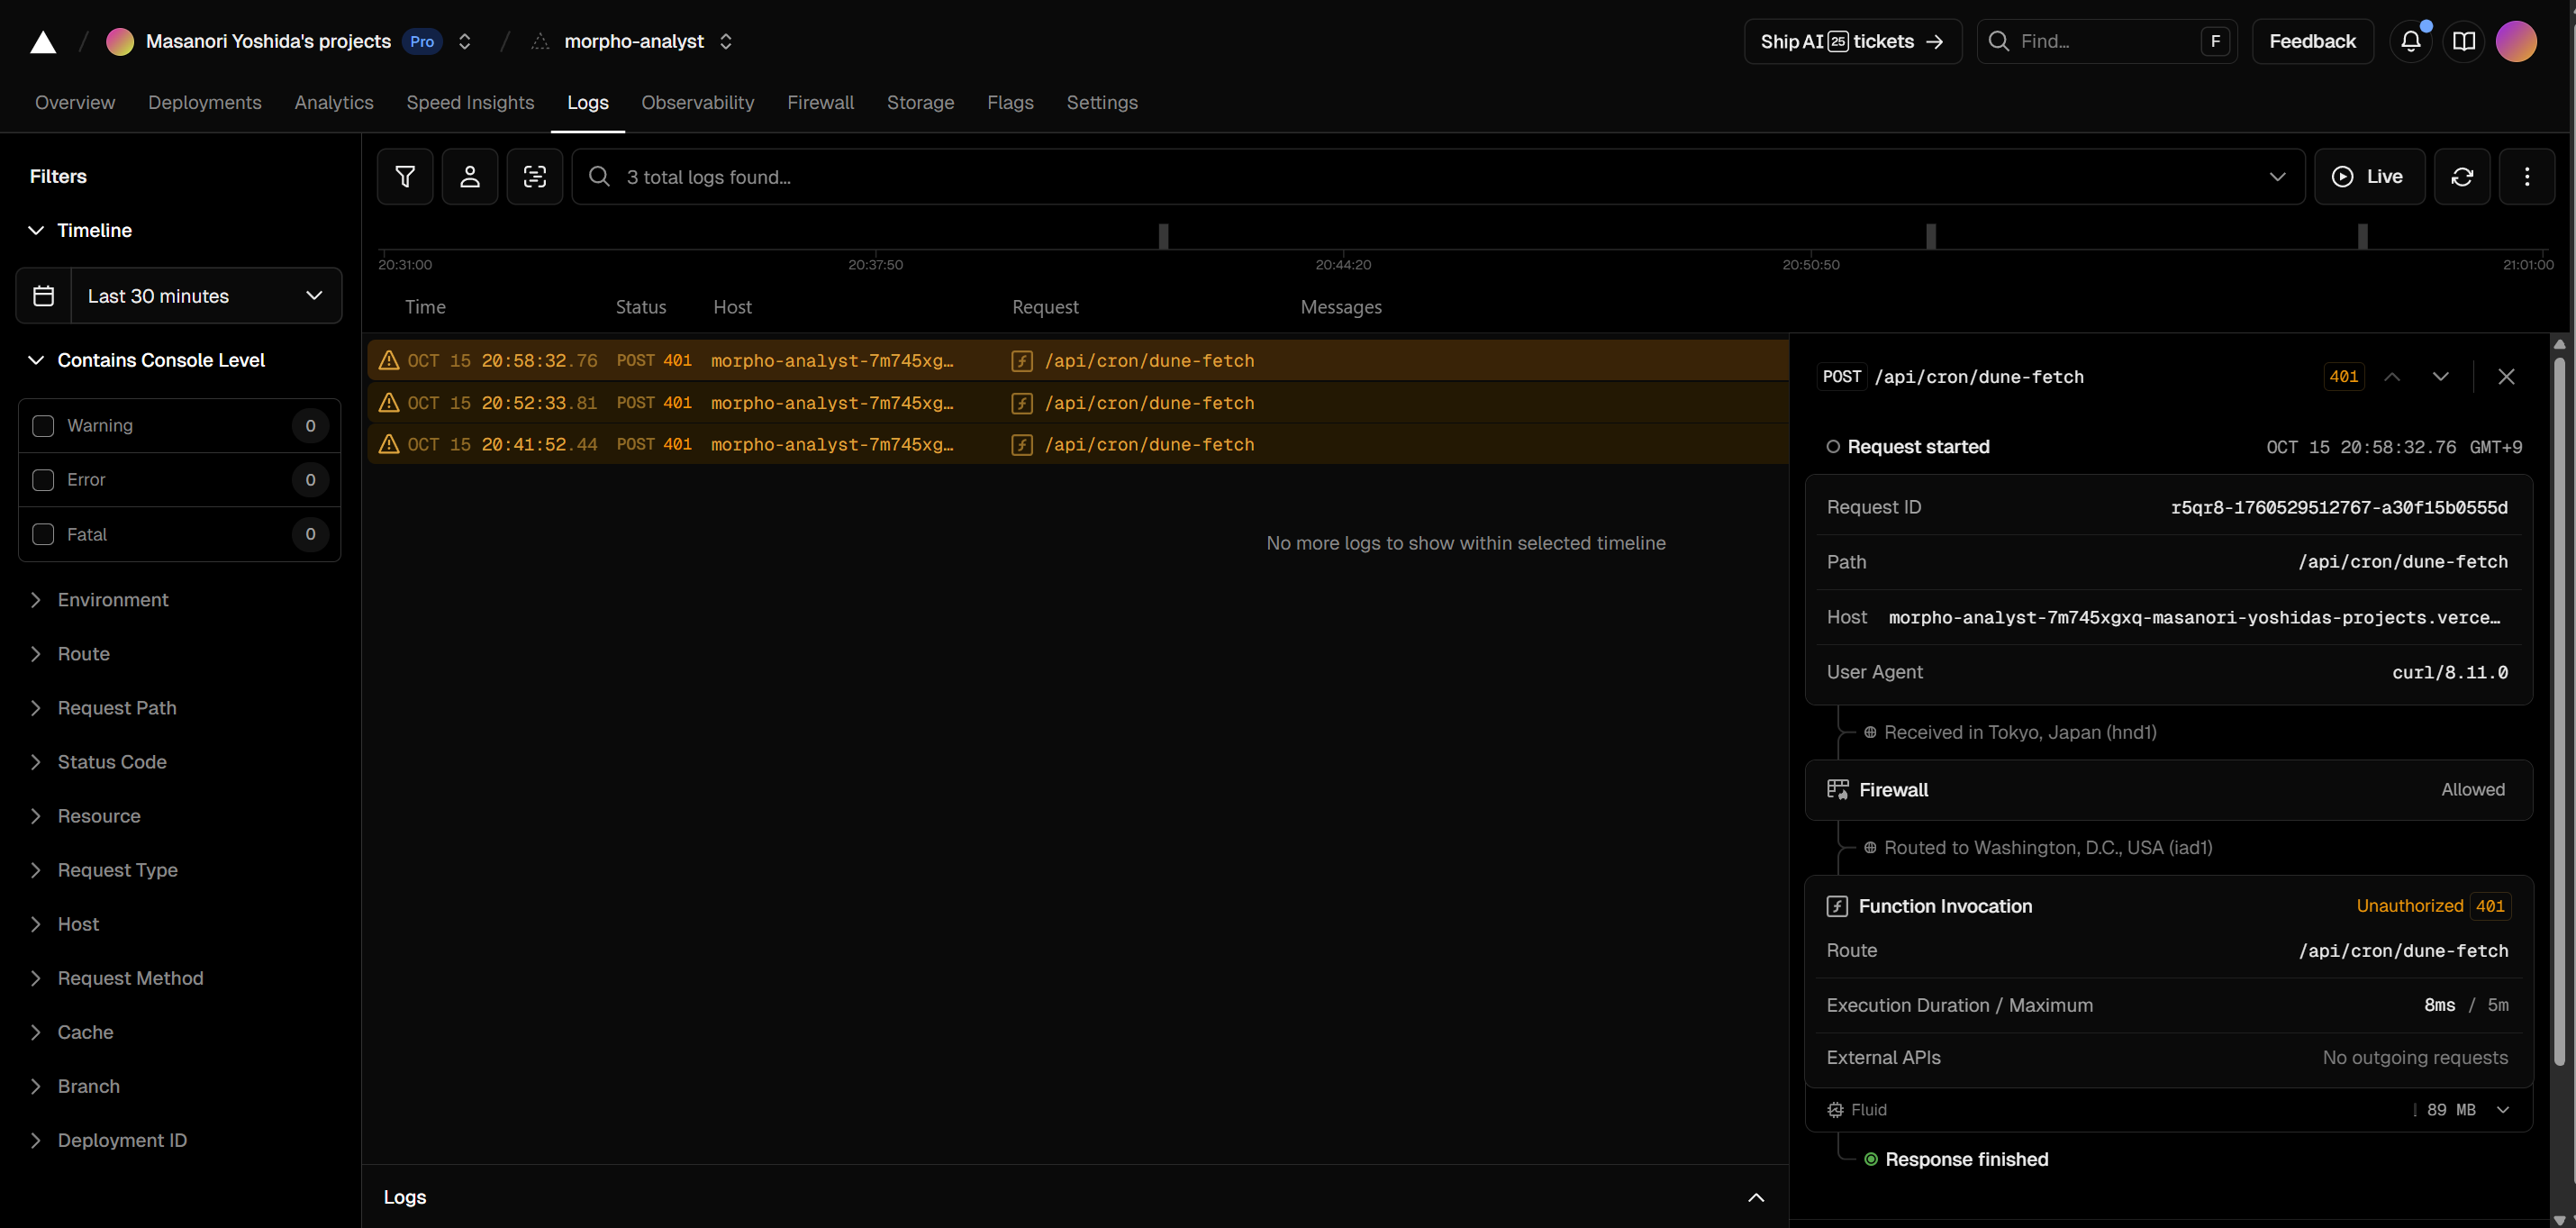 Masanori Yoshida's projects Pro
morpho-analyst
Ship AI 25 tickets
Find... F
Feedback
Overview Deployments Analytics Speed Insights Logs Observability Firewall Storage Flags Settings
Filters
Timeline
Last 30 minutes
Contains Console Level
Warning 0
Error 0
Fatal 0
Environment
Route
Request Path
Status Code
Resource
Request Type
Host
Request Method
Cache
Branch
Deployment ID
3 total logs found...
Live
20:31:00 20:37:50 20:44:20 20:50:50 21:01:00
Time Status Host Request Messages
OCT 15 20:58:32.76 POST 401 morpho-analyst-7m745xg… /api/cron/dune-fetch
OCT 15 20:52:33.81 POST 401 morpho-analyst-7m745xg… /api/cron/dune-fetch
OCT 15 20:41:52.44 POST 401 morpho-analyst-7m745xg… /api/cron/dune-fetch
No more logs to show within selected timeline
Logs
POST /api/cron/dune-fetch 401
Request started OCT 15 20:58:32.76 GMT+9
Request ID r5qr8-1760529512767-a30f15b0555d
Path /api/cron/dune-fetch
Host morpho-analyst-7m745xgxq-masanori-yoshidas-projects.verce…
User Agent curl/8.11.0
Received in Tokyo, Japan (hnd1)
Firewall Allowed
Routed to Washington, D.C., USA (iad1)
Function Invocation Unauthorized 401
Route /api/cron/dune-fetch
Execution Duration / Maximum 8ms / 5m
External APIs No outgoing requests
Fluid 89 MB
Response finished